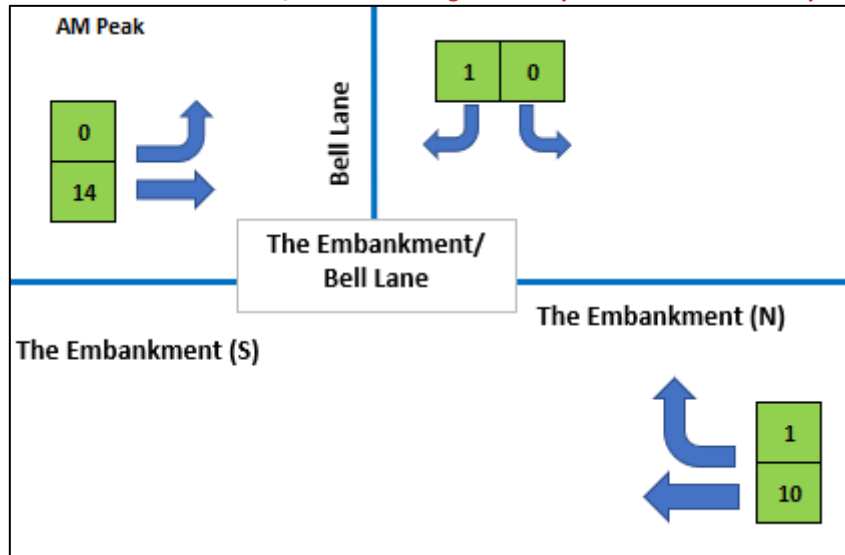 AM Peak
1 0
0
14
Bell Lane
The Embankment/
Bell Lane
The Embankment (N)
The Embankment (S)
1
10